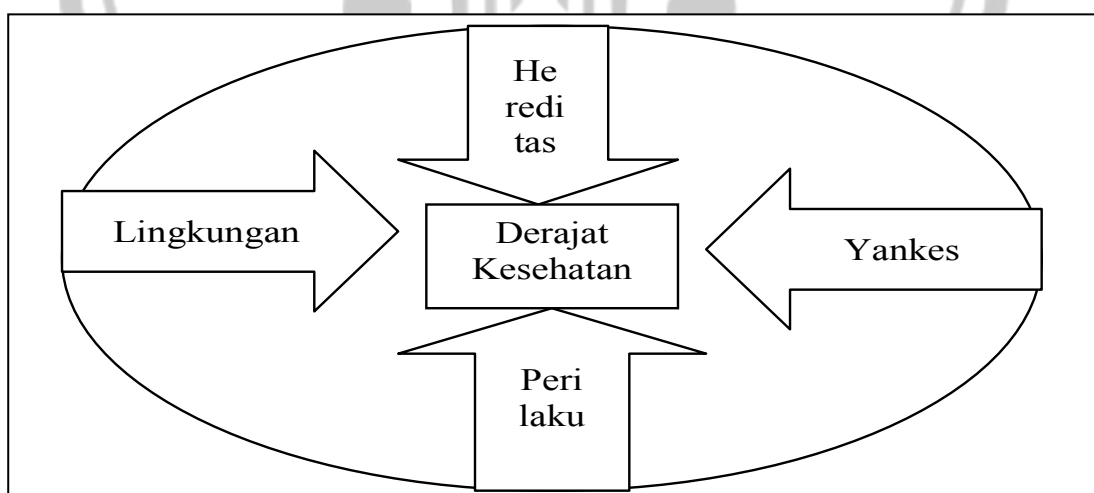 He
redi
tas
Lingkungan
Derajat
Kesehatan
Yankes
Peri
laku